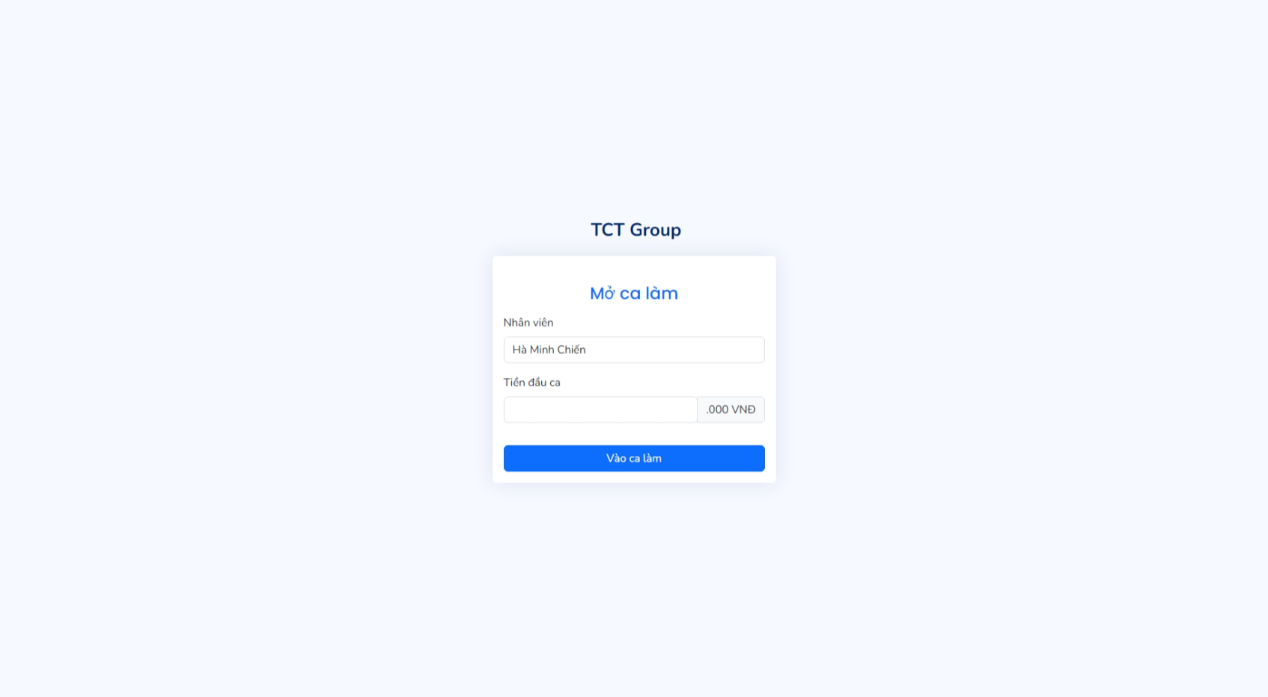 TCT Group
Mở ca làm
Nhân viên
Hà Minh Chiến
Tiền đầu ca
.000 VNĐ
Vào ca làm